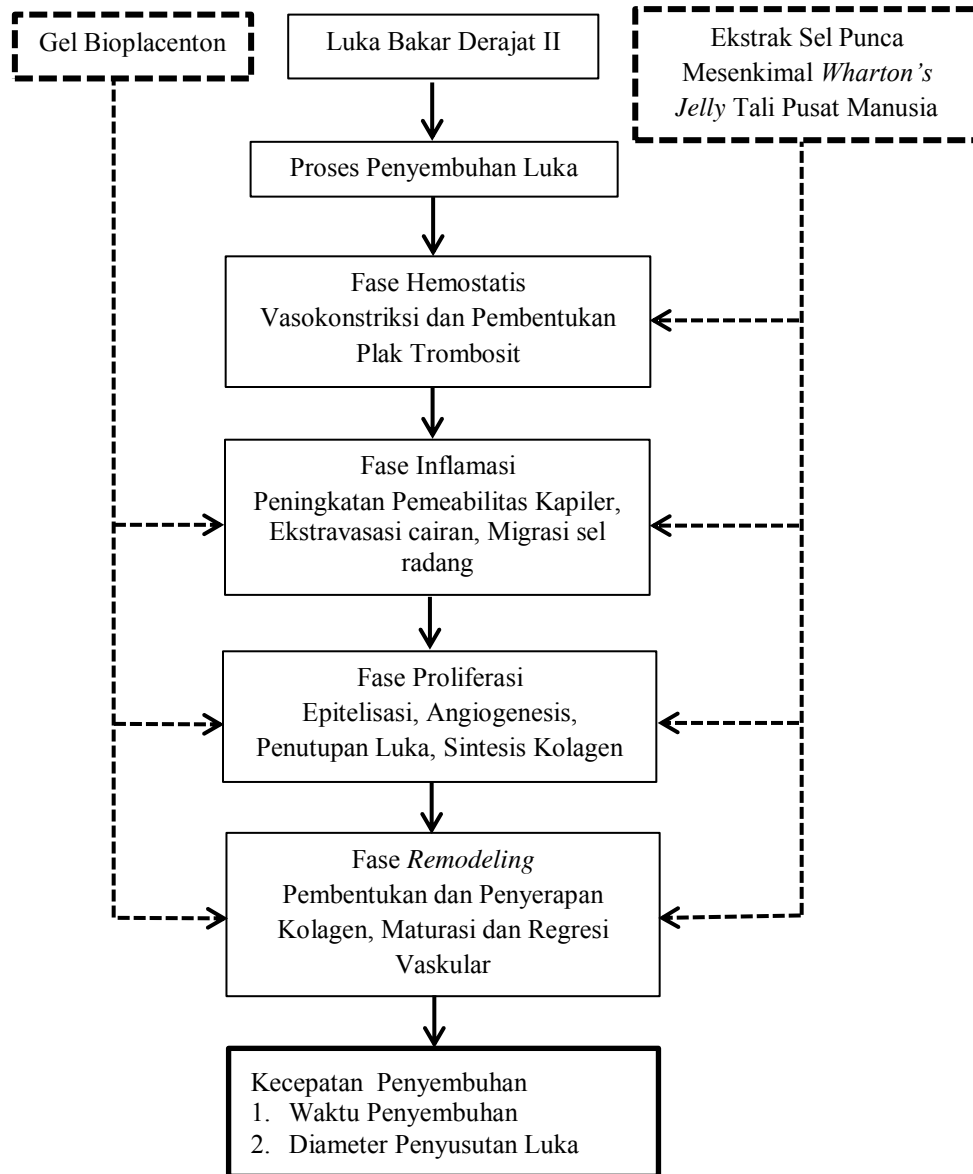 Gel Bioplacenton
Luka Bakar Derajat II
Ekstrak Sel Punca
Mesenkimal Wharton’s
Jelly Tali Pusat Manusia
Proses Penyembuhan Luka
Fase Hemostatis
Vasokonstriksi dan Pembentukan
Plak Trombosit
Fase Inflamasi
Peningkatan Pemeabilitas Kapiler,
Ekstravasasi cairan, Migrasi sel
radang
Fase Proliferasi
Epitelisasi, Angiogenesis,
Penutupan Luka, Sintesis Kolagen
Fase Remodeling
Pembentukan dan Penyerapan
Kolagen, Maturasi dan Regresi
Vaskular
Kecepatan Penyembuhan
1. Waktu Penyembuhan
2. Diameter Penyusutan Luka